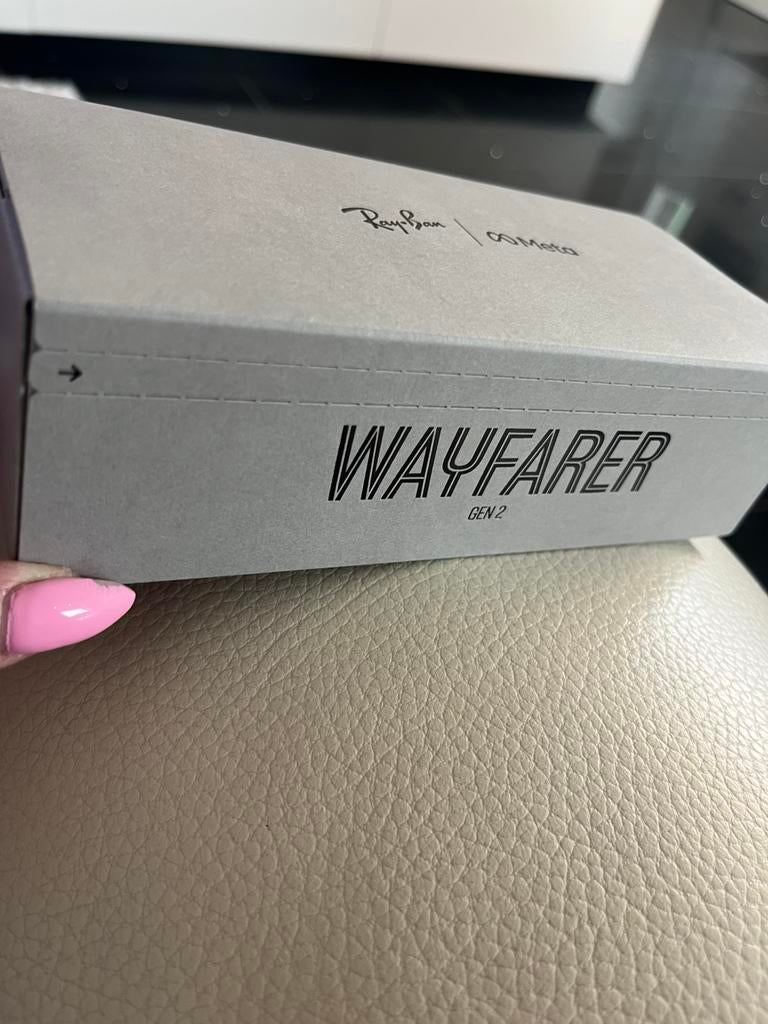 Ray-Ban | ∞ Meta
→
WAYFARER
GEN 2